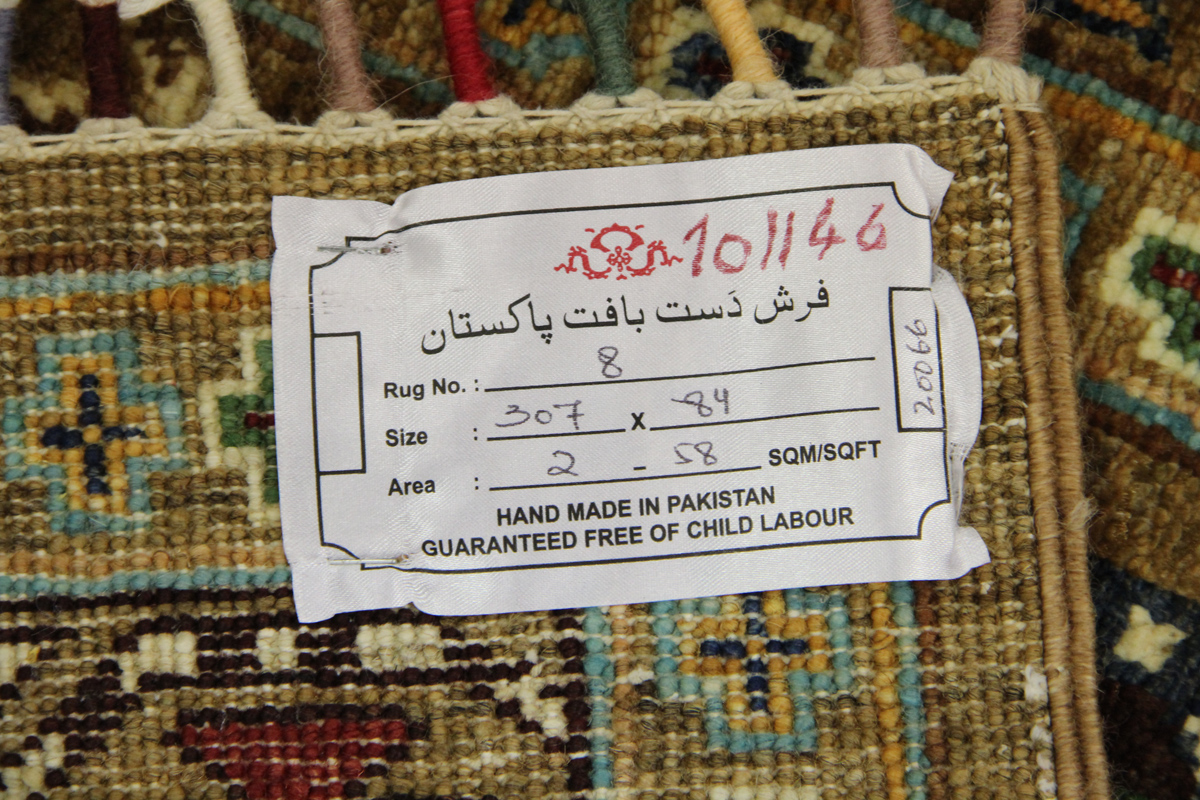 101146
فرش دَست بافت پاکستان
Rug No. : 8
Size : 307 x 84
Area : 2 - 58 SQM/SQFT
HAND MADE IN PAKISTAN
GUARANTEED FREE OF CHILD LABOUR
20066